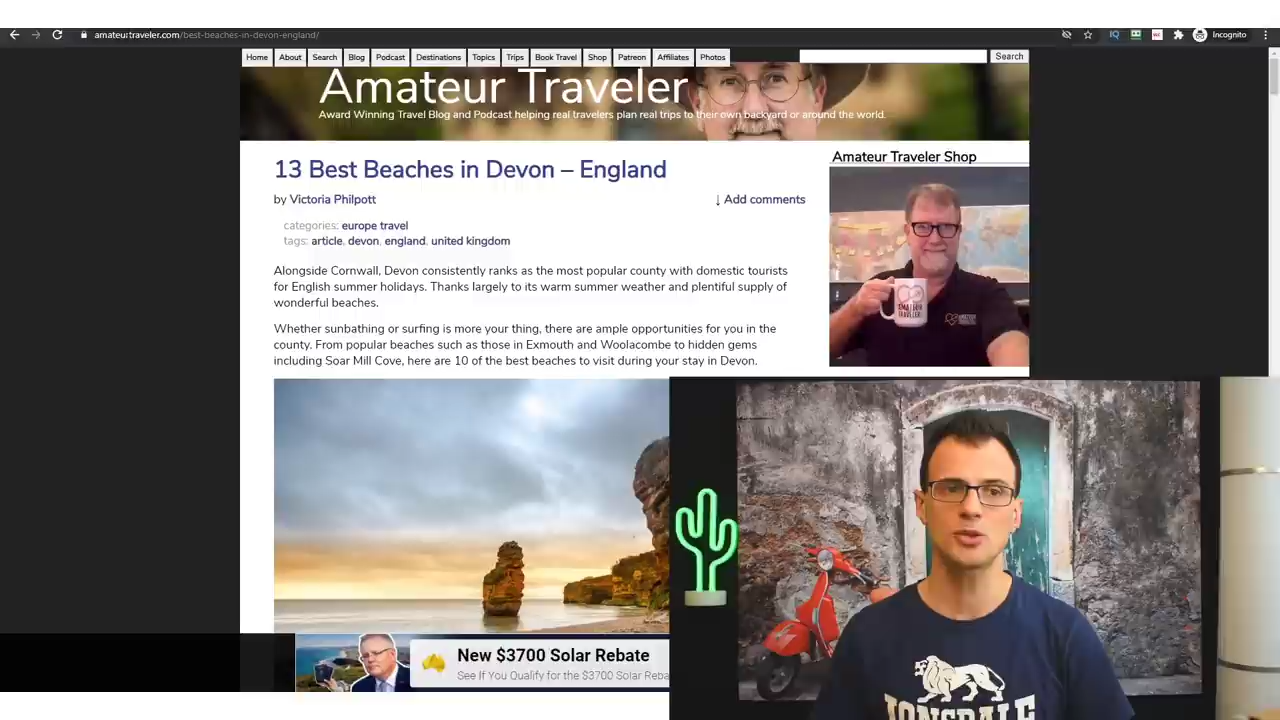 amateurtraveler.com/best-beaches-in-devon-england/
Incognito
Home About Search Blog Podcast Destinations Topics Trips Book Travel Shop Patreon Affiliates Photos Search
Amateur Traveler
Award Winning Travel Blog and Podcast helping real travelers plan real trips to their own backyard or around the world.
13 Best Beaches in Devon – England
by Victoria Philpott
↓ Add comments
categories: europe travel
tags: article, devon, england, united kingdom
Alongside Cornwall, Devon consistently ranks as the most popular county with domestic tourists
for English summer holidays. Thanks largely to its warm summer weather and plentiful supply of
wonderful beaches.
Whether sunbathing or surfing is more your thing, there are ample opportunities for you in the
county. From popular beaches such as those in Exmouth and Woolacombe to hidden gems
including Soar Mill Cove, here are 10 of the best beaches to visit during your stay in Devon.
Amateur Traveler Shop
AMATEUR
TRAVELER
New $3700 Solar Rebate
See If You Qualify for the $3700 Solar Reba
LONSDALE